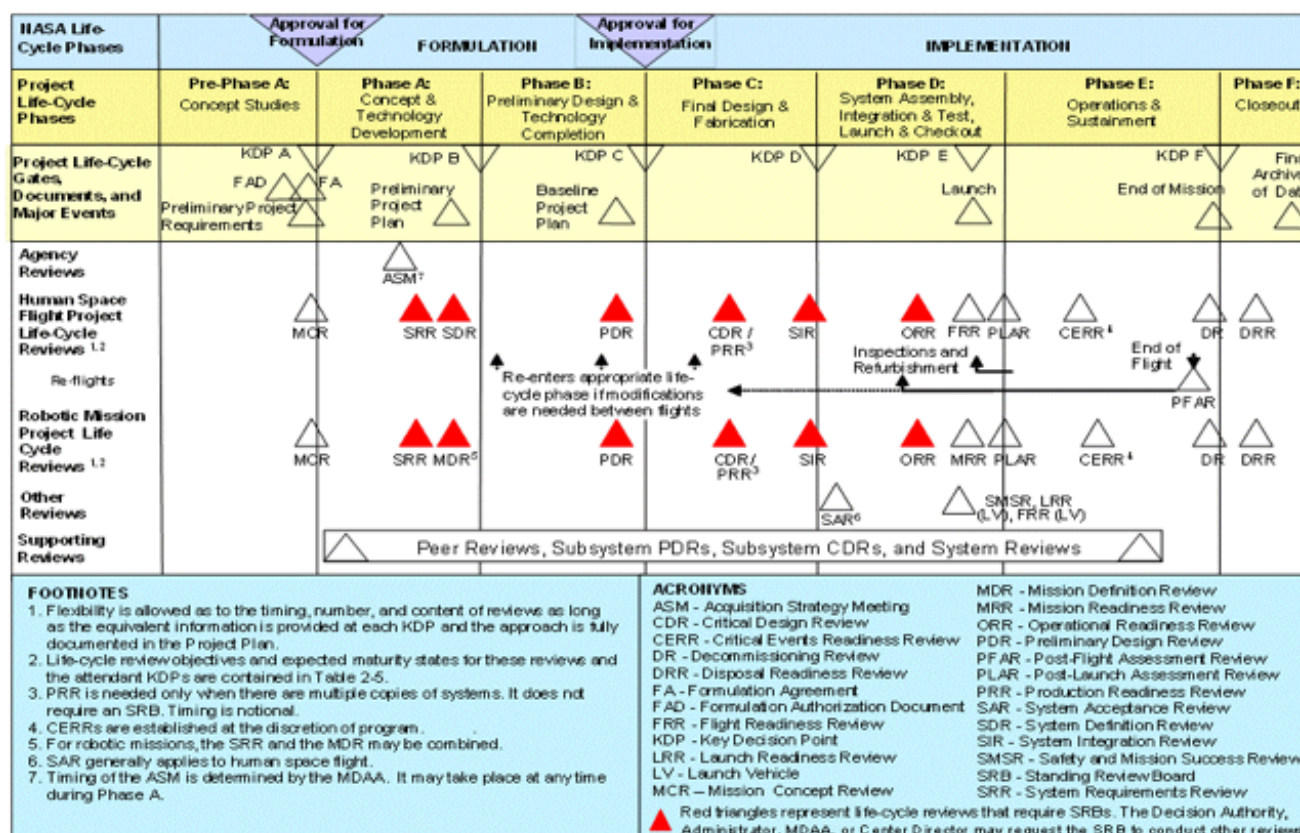 NASA Life-
Cycle Phases
Approval for
Formulation
FORMULATION
Approval for
Implementation
IMPLEMENTATION
Project
Life-Cycle
Phases
Pre-Phase A:
Concept Studies
Phase A:
Concept &
Technology
Development
Phase B:
Preliminary Design &
Technology
Completion
Phase C:
Final Design &
Fabrication
Phase D:
System Assembly,
Integration & Test,
Launch & Checkout
Phase E:
Operations &
Sustainment
Phase F:
Closeout
Project Life-Cycle
Gates,
Documents, and
Major Events
KDP A
FAD
FA
Preliminary Project
Requirements
KDP B
Preliminary
Project
Plan
KDP C
Baseline
Project
Plan
KDP D
KDP E
Launch
KDP F
End of Mission
Final
Archive
of Data
Agency
Reviews
ASM7
Human Space
Flight Project
Life-Cycle
Reviews 1,2
MCR
SRR
SDR
PDR
CDR /
PRR3
SIR
ORR
FRR
PLAR
CERR4
DR
DRR
Re-flights
Re-enters appropriate life-
cycle phase if modifications
are needed between flights
Inspections and
Refurbishment
End of
Flight
PFAR
Robotic Mission
Project Life
Cycle
Reviews 1,2
MCR
SRR
MDR5
PDR
CDR/
PRR3
SIR
ORR
MRR
PLAR
CERR4
DR
DRR
Other
Reviews
SAR6
SMSR, LRR
(LV), FRR (LV)
Supporting
Reviews
Peer Reviews, Subsystem PDRs, Subsystem CDRs, and System Reviews
FOOTNOTES
1. Flexibility is allowed as to the timing, number, and content of reviews as long
as the equivalent information is provided at each KDP and the approach is fully
documented in the Project Plan.
2. Life-cycle review objectives and expected maturity states for these reviews and
the attendant KDPs are contained in Table 2-5.
3. PRR is needed only when there are multiple copies of systems. It does not
require an SRB. Timing is notional.
4. CERRs are established at the discretion of program.
5. For robotic missions, the SRR and the MDR may be combined.
6. SAR generally applies to human space flight.
7. Timing of the ASM is determined by the MDAA. It may take place at any time
during Phase A.
ACRONYMS
ASM - Acquisition Strategy Meeting
CDR - Critical Design Review
CERR - Critical Events Readiness Review
DR - Decommissioning Review
DRR - Disposal Readiness Review
FA - Formulation Agreement
FAD - Formulation Authorization Document
FRR - Flight Readiness Review
KDP - Key Decision Point
LRR - Launch Readiness Review
LV - Launch Vehicle
MCR – Mission Concept Review
MDR - Mission Definition Review
MRR - Mission Readiness Review
ORR - Operational Readiness Review
PDR - Preliminary Design Review
PFAR - Post-Flight Assessment Review
PLAR - Post-Launch Assessment Review
PRR - Production Readiness Review
SAR - System Acceptance Review
SDR - System Definition Review
SIR - System Integration Review
SMSR - Safety and Mission Success Review
SRB - Standing Review Board
SRR - System Requirements Review
Red triangles represent life-cycle reviews that require SRBs. The Decision Authority,
Administrator, MDAA, or Center Director may request the SRB to conduct other reviews